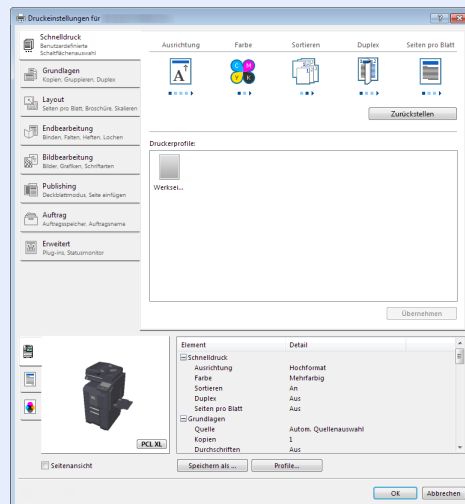 Druckeinstellungen für
Schnelldruck
Benutzerdefinierte
Schaltflächenauswahl
Grundlagen
Kopien, Gruppieren, Duplex
Layout
Seiten pro Blatt, Broschüre, Skalieren
Endbearbeitung
Binden, Falten, Heften, Lochen
Bildbearbeitung
Bilder, Grafiken, Schriftarten
Publishing
Deckblattmodus, Seite einfügen
Auftrag
Auftragsspeicher, Auftragsname
Erweitert
Plug-ins, Statusmonitor
Ausrichtung Farbe Sortieren Duplex Seiten pro Blatt
A
C M
Y K
Zurückstellen
Druckerprofile:
Werksei...
Übernehmen
PCL XL
Seitenansicht
Element Detail
Schnelldruck
Ausrichtung Hochformat
Farbe Mehrfarbig
Sortieren An
Duplex Aus
Seiten pro Blatt Aus
Grundlagen
Quelle Autom. Quellenauswahl
Kopien 1
Durchschriften Aus
Speichern als ... Profile...
OK Abbrechen